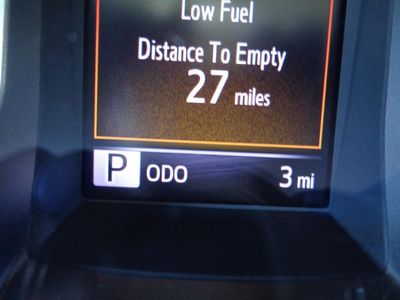 Low Fuel
Distance To Empty
27 miles
P ODO 3 mi